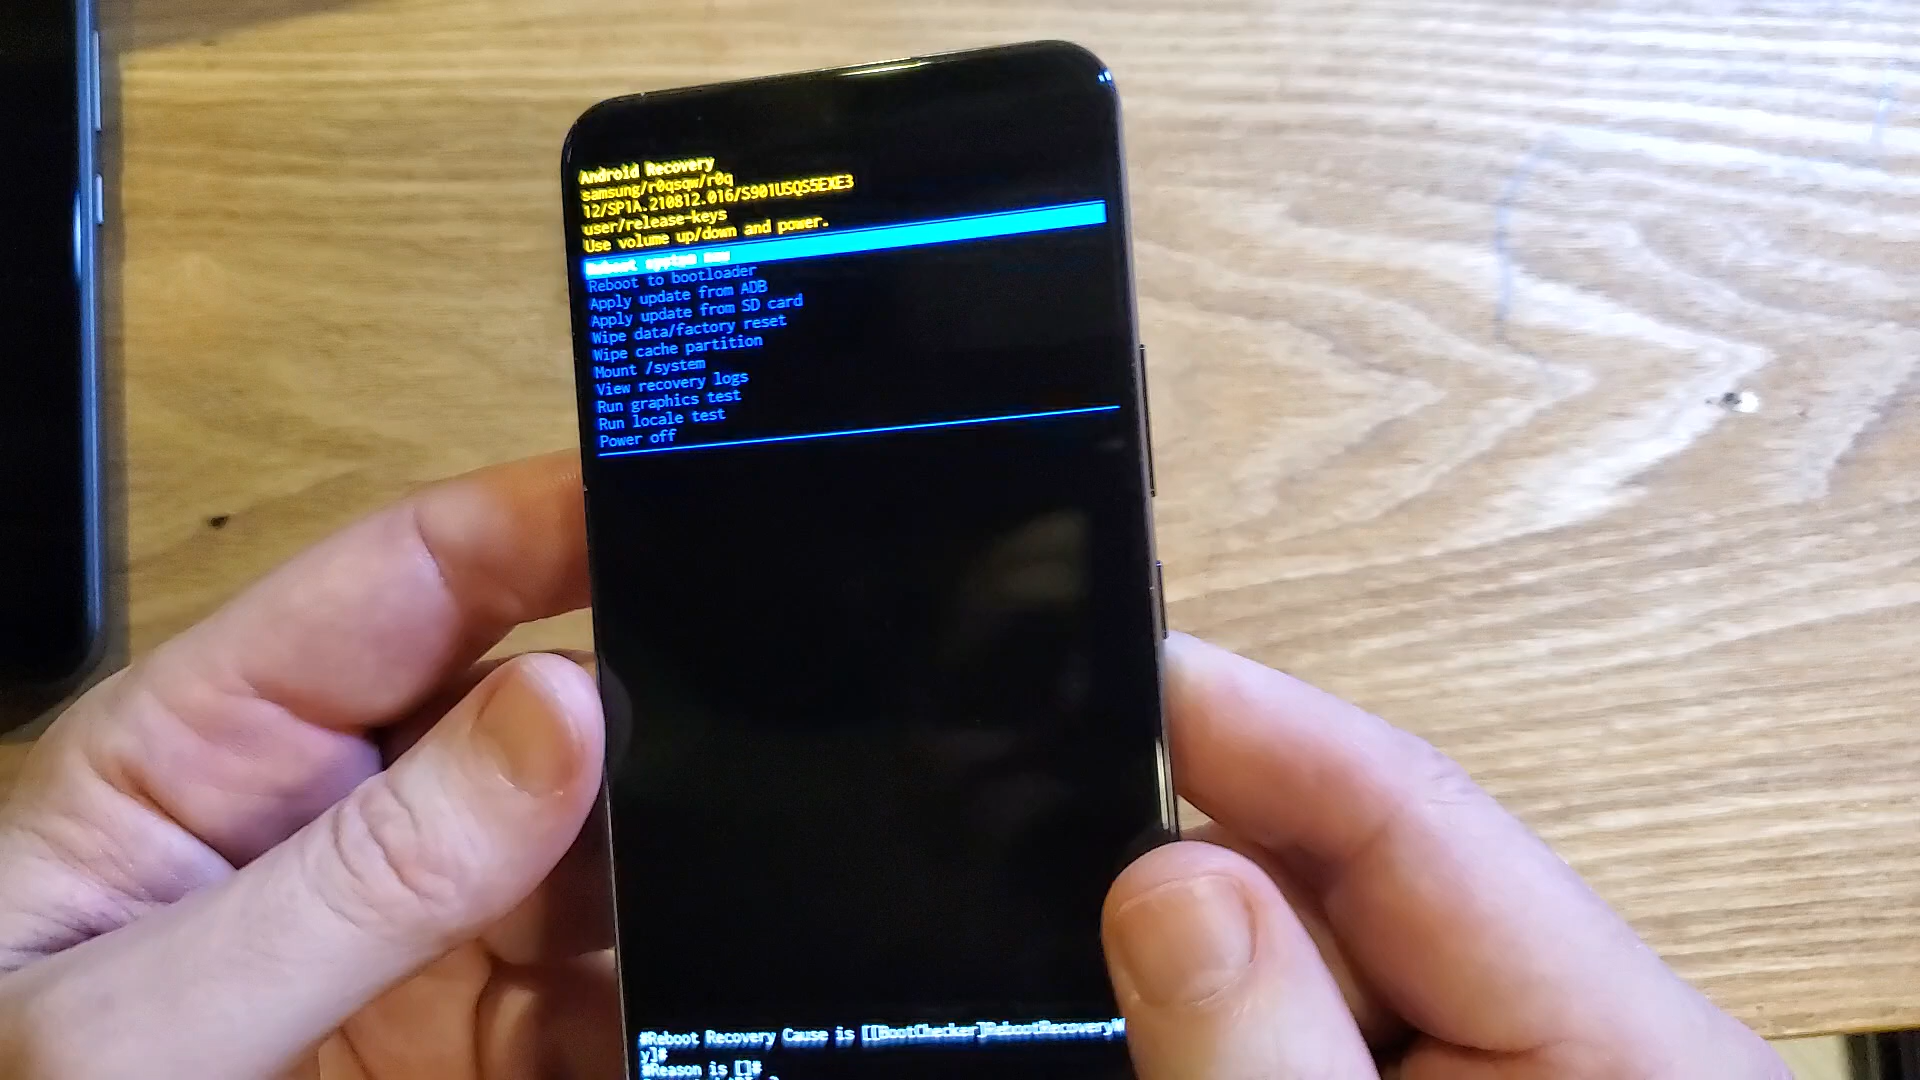 Android Recovery
samsung/r0qsqw/r0q
12/SP1A.210812.016/S901USQS5EXE3
user/release-keys
Use volume up/down and power.
Reboot system now
Reboot to bootloader
Apply update from ADB
Apply update from SD card
Wipe data/factory reset
Wipe cache partition
Mount /system
View recovery logs
Run graphics test
Run locale test
Power off
#Reboot Recovery Cause is [[BootChecker]RebootRecoveryW
y]#
#Reason is []#